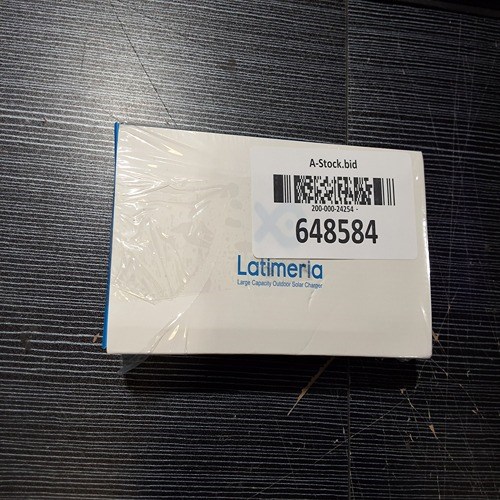 A-Stock.bid
200-000-24254 -
648584
Latimeria
Large Capacity Outdoor Solar Charger